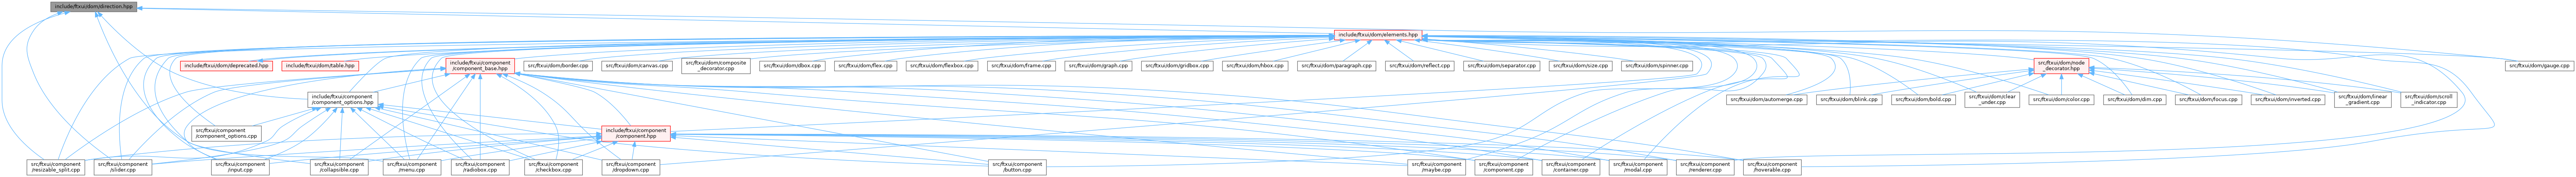 include/ftxui/dom/direction.hpp
include/ftxui/dom/elements.hpp
include/ftxui/dom/deprecated.hpp
include/ftxui/dom/table.hpp
include/ftxui/component
/component_base.hpp
src/ftxui/dom/border.cpp
src/ftxui/dom/canvas.cpp
src/ftxui/dom/composite
_decorator.cpp
src/ftxui/dom/dbox.cpp
src/ftxui/dom/flex.cpp
src/ftxui/dom/flexbox.cpp
src/ftxui/dom/frame.cpp
src/ftxui/dom/graph.cpp
src/ftxui/dom/gridbox.cpp
src/ftxui/dom/hbox.cpp
src/ftxui/dom/paragraph.cpp
src/ftxui/dom/reflect.cpp
src/ftxui/dom/separator.cpp
src/ftxui/dom/size.cpp
src/ftxui/dom/spinner.cpp
src/ftxui/dom/node
_decorator.hpp
src/ftxui/dom/gauge.cpp
include/ftxui/component
/component_options.hpp
src/ftxui/dom/automerge.cpp
src/ftxui/dom/blink.cpp
src/ftxui/dom/bold.cpp
src/ftxui/dom/clear
_under.cpp
src/ftxui/dom/color.cpp
src/ftxui/dom/dim.cpp
src/ftxui/dom/focus.cpp
src/ftxui/dom/inverted.cpp
src/ftxui/dom/linear
_gradient.cpp
src/ftxui/dom/scroll
_indicator.cpp
src/ftxui/component
/component_options.cpp
include/ftxui/component
/component.hpp
src/ftxui/component
/resizable_split.cpp
src/ftxui/component
/slider.cpp
src/ftxui/component
/input.cpp
src/ftxui/component
/collapsible.cpp
src/ftxui/component
/menu.cpp
src/ftxui/component
/radiobox.cpp
src/ftxui/component
/checkbox.cpp
src/ftxui/component
/dropdown.cpp
src/ftxui/component
/button.cpp
src/ftxui/component
/maybe.cpp
src/ftxui/component
/component.cpp
src/ftxui/component
/container.cpp
src/ftxui/component
/modal.cpp
src/ftxui/component
/renderer.cpp
src/ftxui/component
/hoverable.cpp